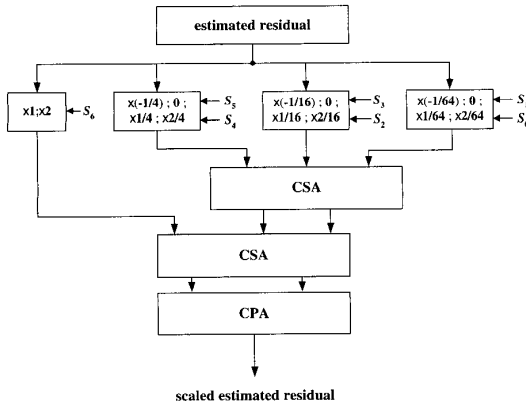 estimated residual
x1;x2
S6
x(-1/4) ; 0 ;
x1/4 ; x2/4
S5
S4
x(-1/16) ; 0 ;
x1/16 ; x2/16
S3
S2
x(-1/64) ; 0 ;
x1/64 ; x2/64
S
S
CSA
CSA
CPA
scaled estimated residual